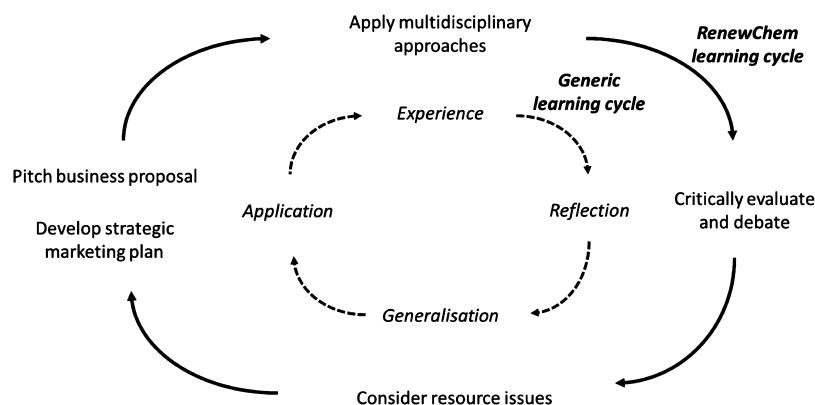 Apply multidisciplinary
approaches
RenewChem
learning cycle
Generic
learning cycle
Experience
Pitch business proposal
Develop strategic
marketing plan
Application
Reflection
Critically evaluate
and debate
Generalisation
Consider resource issues